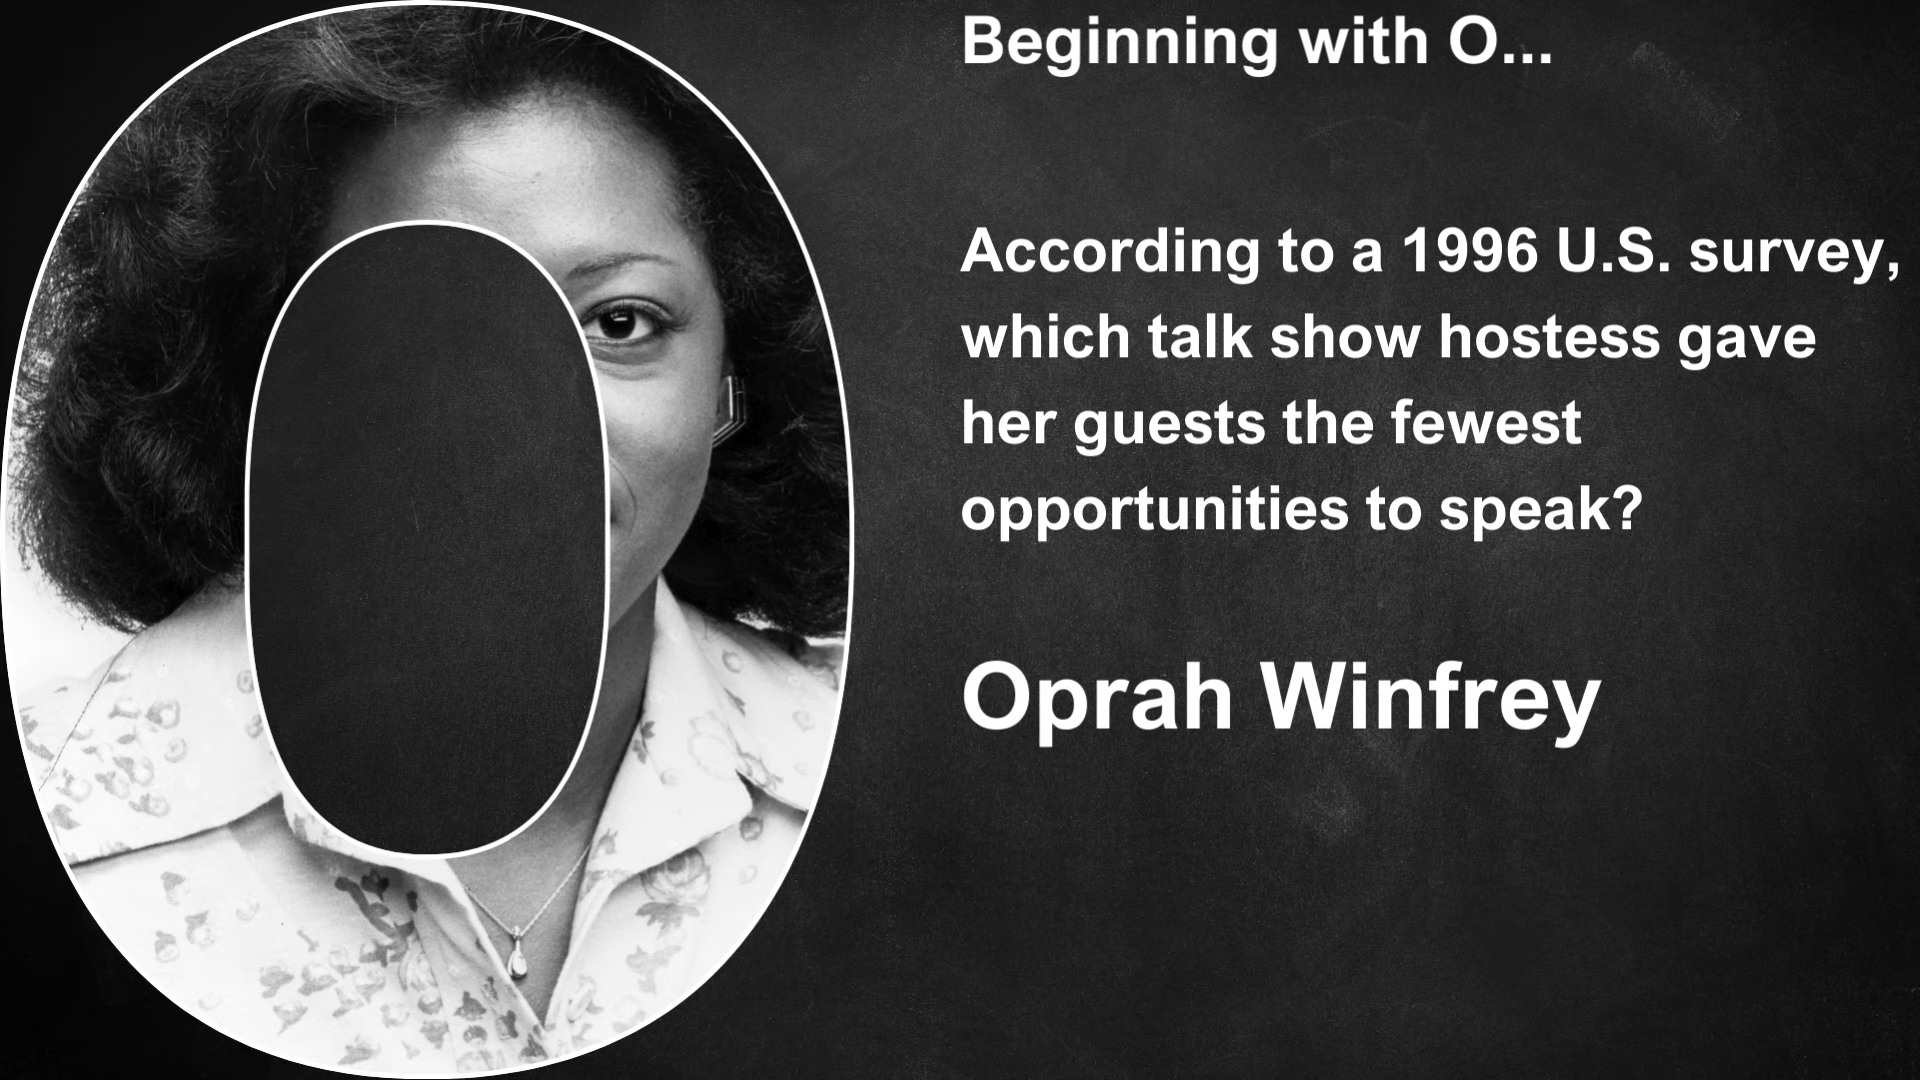 Beginning with O...
According to a 1996 U.S. survey,
which talk show hostess gave
her guests the fewest
opportunities to speak?
Oprah Winfrey